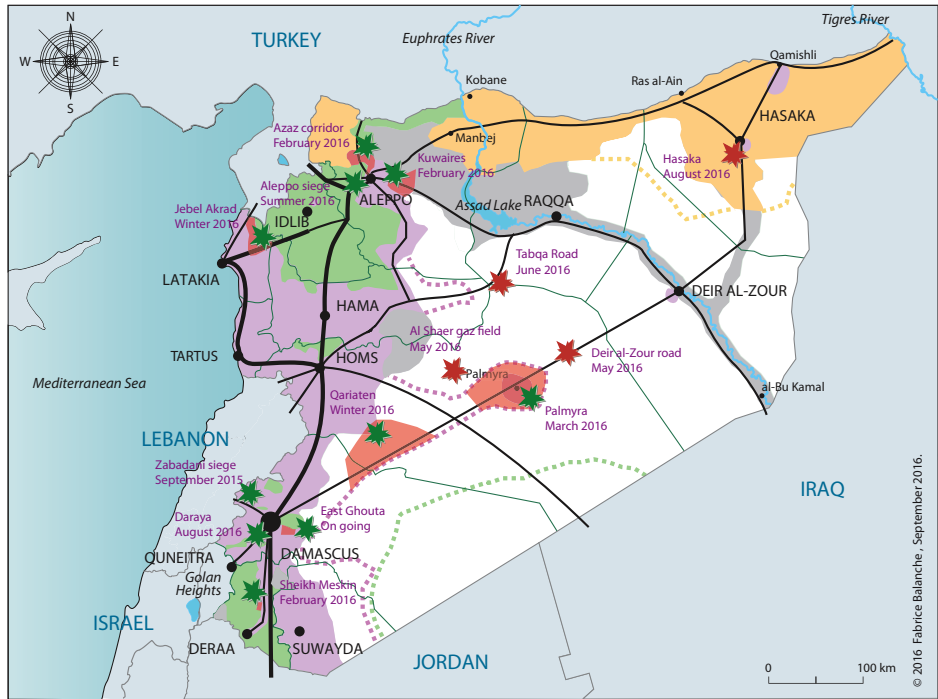 N
W
E
S
TURKEY
Euphrates River
Tigres River
Qamishli
Kobane
Ras al-Ain
HASAKA
Azaz corridor
February 2016
Manbej
Kuwaires
February 2016
Hasaka
August 2016
Aleppo siege
Summer 2016
ALEPPO
Assad Lake
RAQQA
Jebel Akrad
Winter 2016
IDLIB
Tabqa Road
June 2016
LATAKIA
DEIR AL-ZOUR
HAMA
Al Shaer gaz field
May 2016
TARTUS
HOMS
Deir al-Zour road
May 2016
Palmyra
Mediterranean Sea
al-Bu Kamal
Qariaten
Winter 2016
Palmyra
March 2016
LEBANON
Zabadani siege
September 2015
IRAQ
East Ghouta
On going
Daraya
August 2016
QUNEITRA
DAMASCUS
Golan
Heights
Sheikh Meskin
February 2016
ISRAEL
DERAA
SUWAYDA
JORDAN
0
100 km
© 2016 Fabrice Balanche, September 2016.